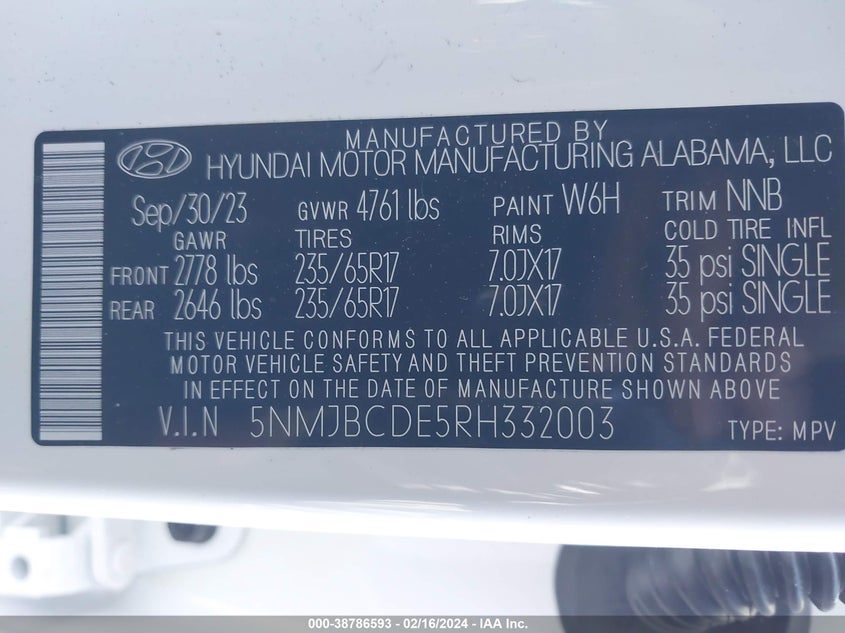 MANUFACTURED BY
HYUNDAI MOTOR MANUFACTURING ALABAMA, LLC
Sep/30/23 GVWR 4761 lbs PAINT W6H TRIM NNB
GAWR TIRES RIMS COLD TIRE INFL
FRONT 2778 lbs 235/65R17 7.0JX17 35 psi SINGLE
REAR 2646 lbs 235/65R17 7.0JX17 35 psi SINGLE
THIS VEHICLE CONFORMS TO ALL APPLICABLE U.S.A. FEDERAL
MOTOR VEHICLE SAFETY AND THEFT PREVENTION STANDARDS
IN EFFECT ON THE DATE OF MANUFACTURE SHOWN ABOVE
V.I.N 5NMJBCDE5RH332003 TYPE: MPV
000-38786593 - 02/16/2024 - IAA Inc.